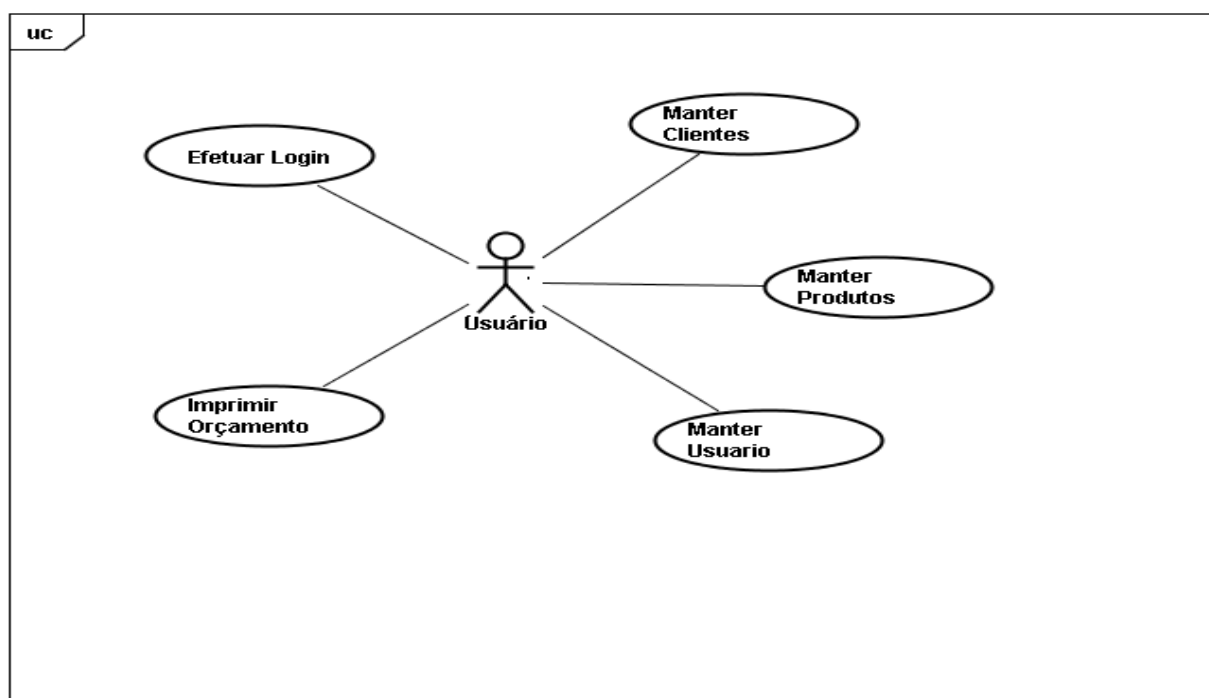 uc
Efetuar Login
Manter
Clientes
Manter
Produtos
Usuário
Imprimir
Orçamento
Manter
Usuario